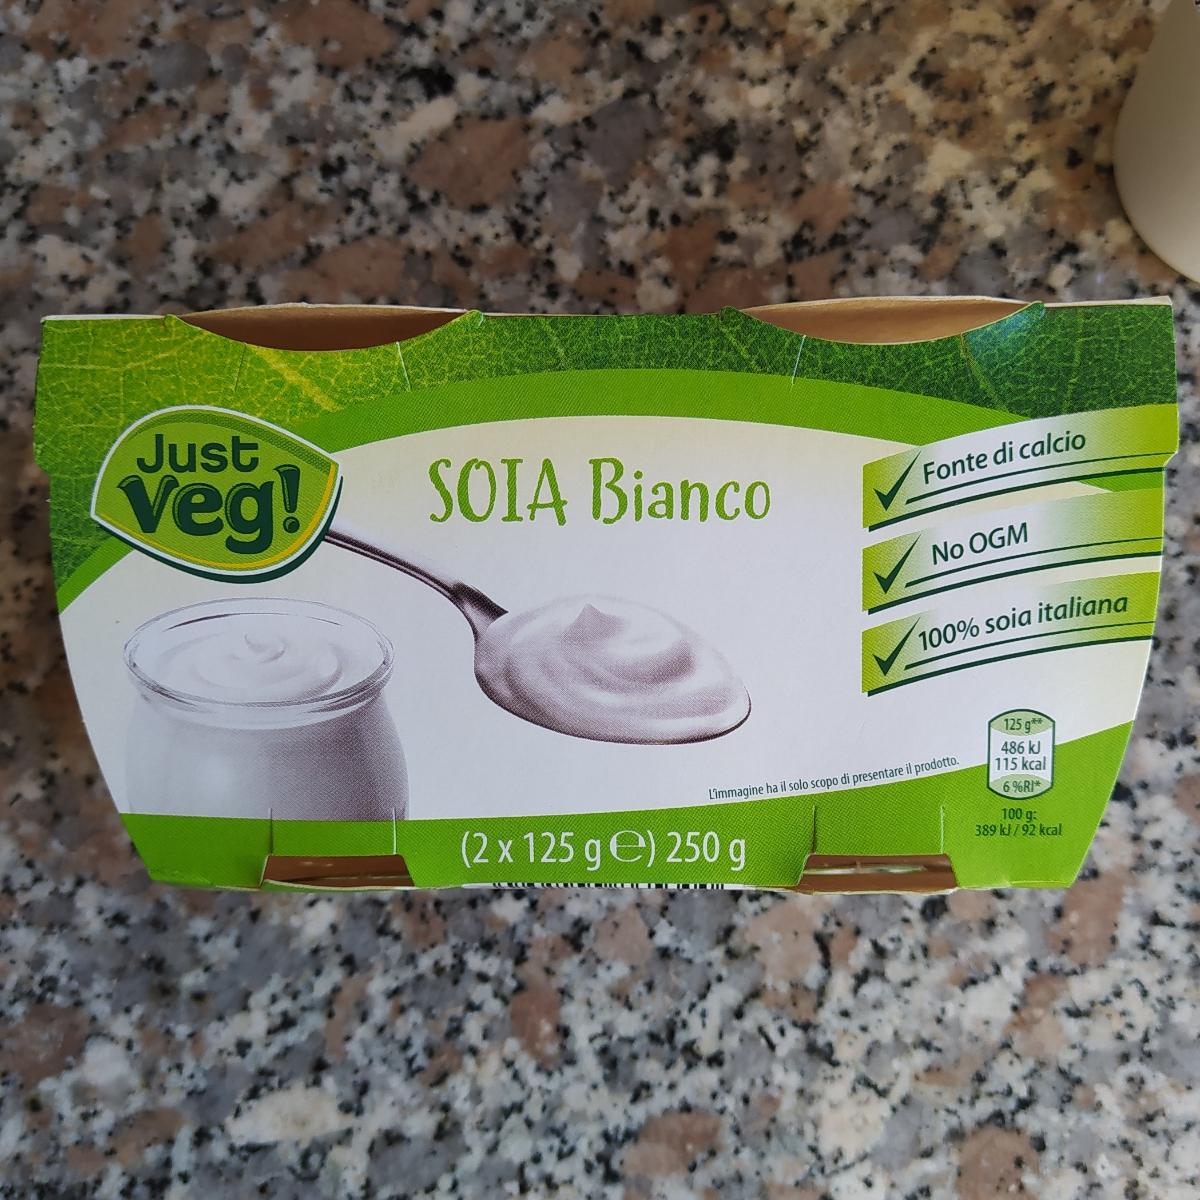 Just
veg!
SOIA Bianco
Fonte di calcio
No OGM
100% soia italiana
L'immagine ha il solo scopo di presentare il prodotto.
125 g**
486 kJ
115 kcal
6 %RI*
100 g:
389 kJ / 92 kcal
(2 x 125 g ℮) 250 g